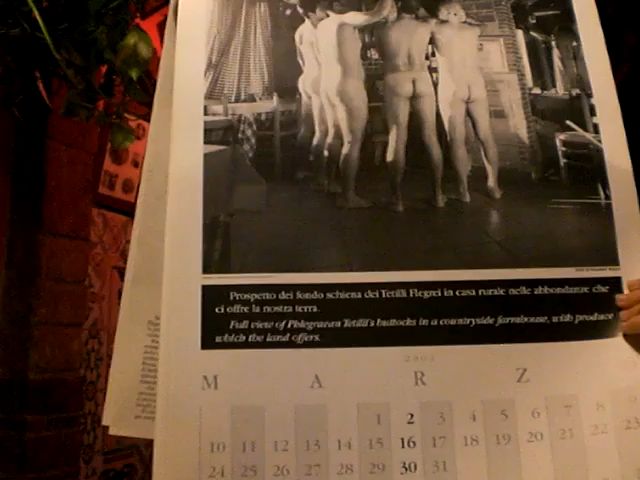 Prospetto dei fondo schiena dei Tetilli Flegrei in casa rurale nelle abbondanze che
ci offre la nostra terra.
Full view of Phlegraean Tetilli's buttocks in a countryside farmhouse, with produce
which the land offers.
M A R Z
1 2 3 4 5 6 7 8 9
10 11 12 13 14 15 16 17 18 19 20 21 22 23
24 25 26 27 28 29 30 31